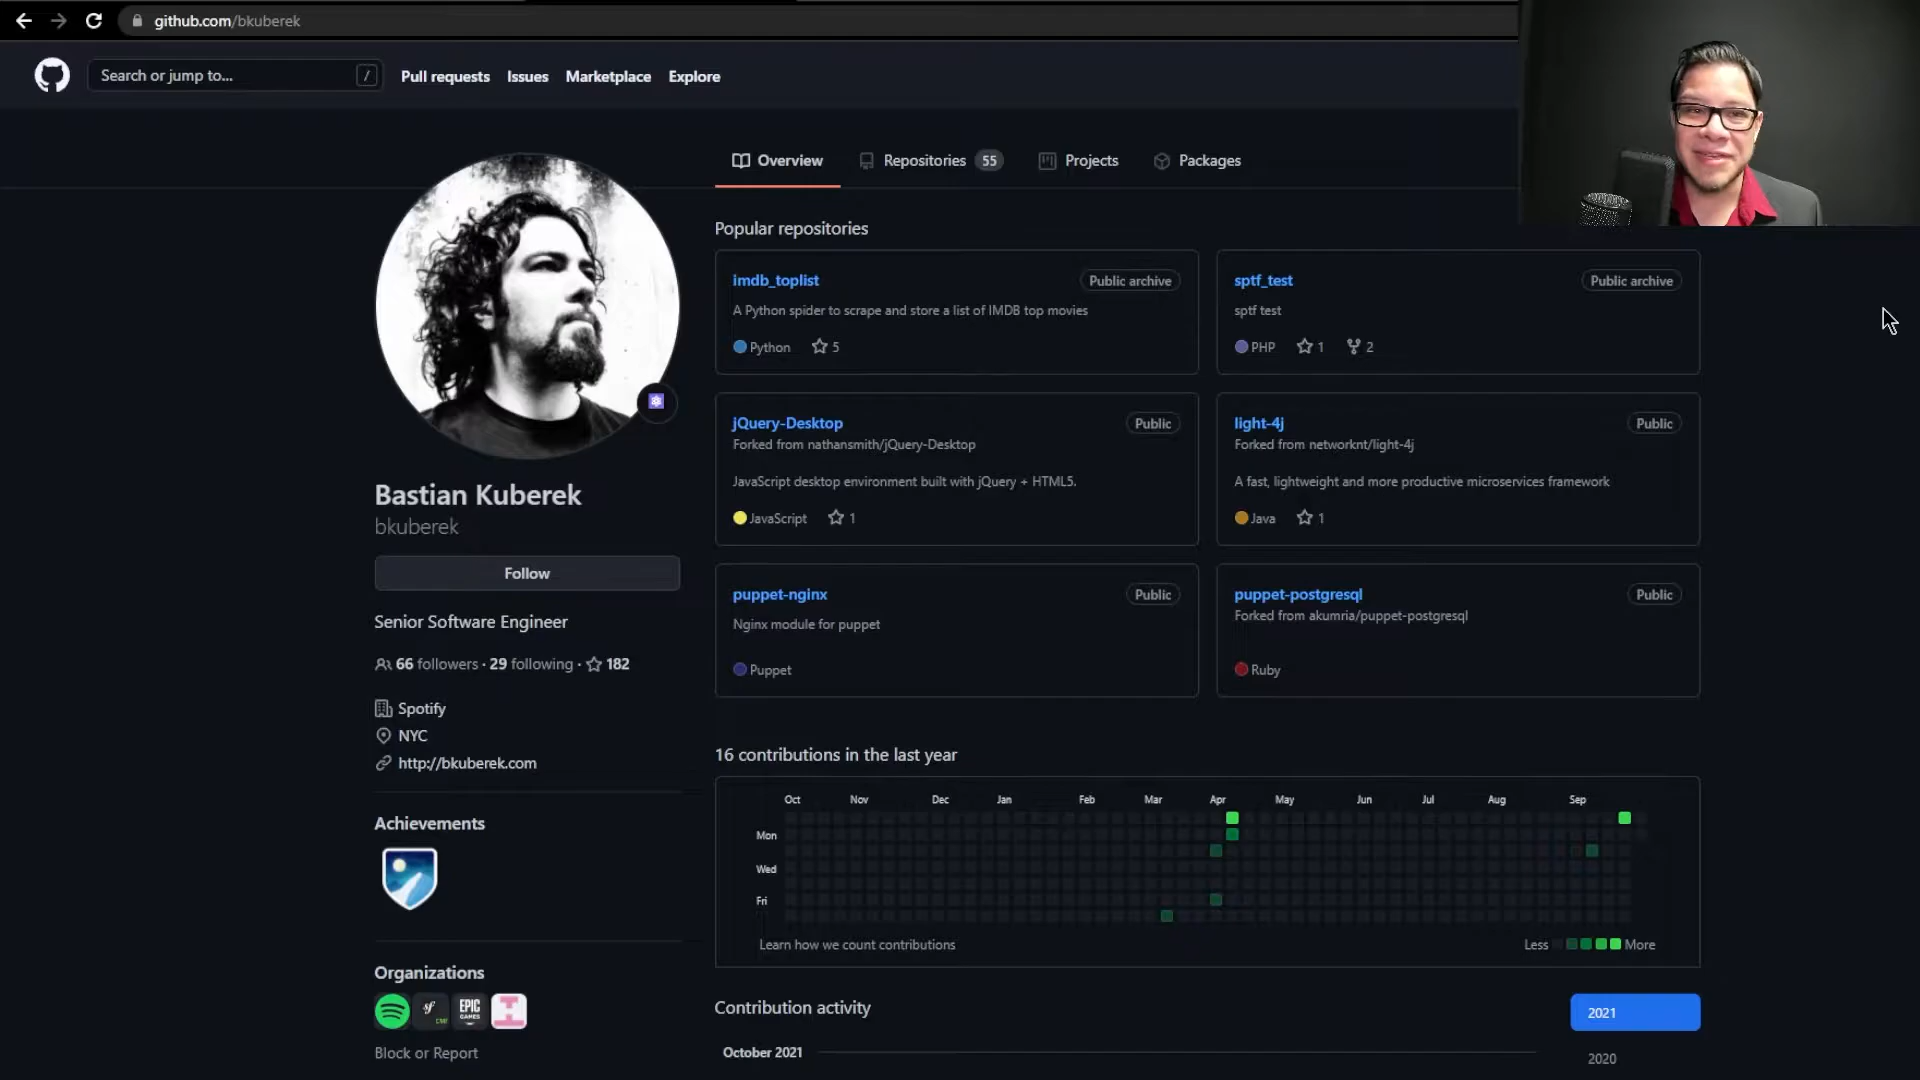 github.com/bkuberek
Search or jump to...
/
Pull requests
Issues
Marketplace
Explore
Overview
Repositories 55
Projects
Packages
Bastian Kuberek
bkuberek
Follow
Senior Software Engineer
66 followers · 29 following · 182
Spotify
NYC
http://bkuberek.com
Achievements
Organizations
EPIC
GAMES
Block or Report
Popular repositories
imdb_toplist
Public archive
A Python spider to scrape and store a list of IMDB top movies
Python
5
sptf_test
Public archive
sptf test
PHP
1
2
jQuery-Desktop
Public
Forked from nathansmith/jQuery-Desktop
JavaScript desktop environment built with jQuery + HTML5.
JavaScript
1
light-4j
Public
Forked from networknt/light-4j
A fast, lightweight and more productive microservices framework
Java
1
puppet-nginx
Public
Nginx module for puppet
Puppet
puppet-postgresql
Public
Forked from akumria/puppet-postgresql
Ruby
16 contributions in the last year
Oct Nov Dec Jan Feb Mar Apr May Jun Jul Aug Sep
Mon
Wed
Fri
Learn how we count contributions
Less
More
Contribution activity
2021
October 2021
2020